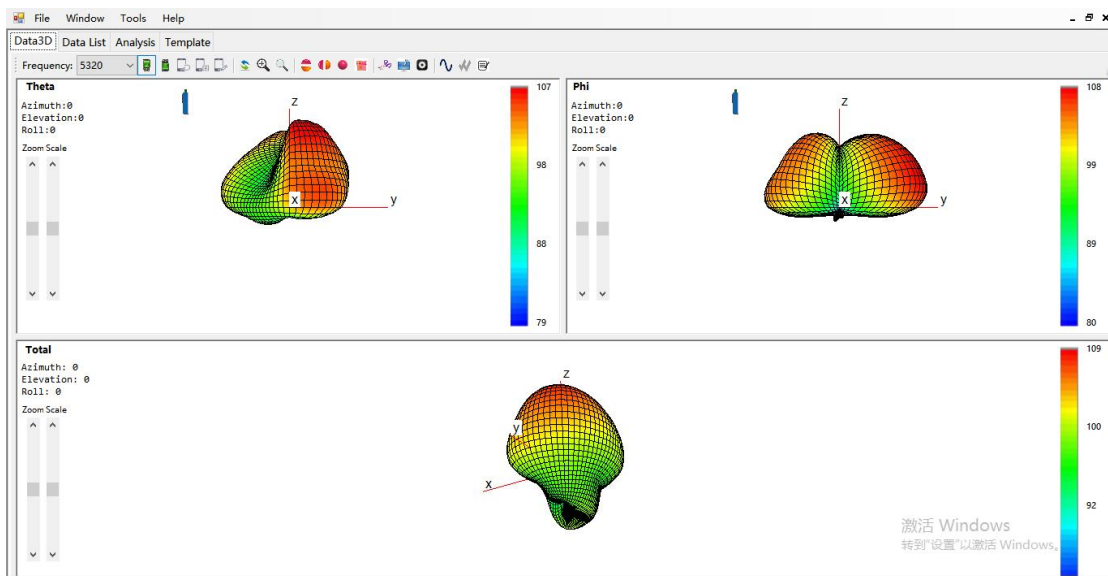 File Window Tools Help
Data3D Data List Analysis Template
Frequency: 5320
Theta
Azimuth:0
Elevation:0
Roll:0
Zoom Scale
z
x
y
107
98
88
79
Phi
Azimuth:0
Elevation:0
Roll:0
Zoom Scale
z
x
y
108
99
89
80
Total
Azimuth: 0
Elevation: 0
Roll: 0
Zoom Scale
z
y
x
109
100
92
激活 Windows
转到"设置"以激活 Windows。